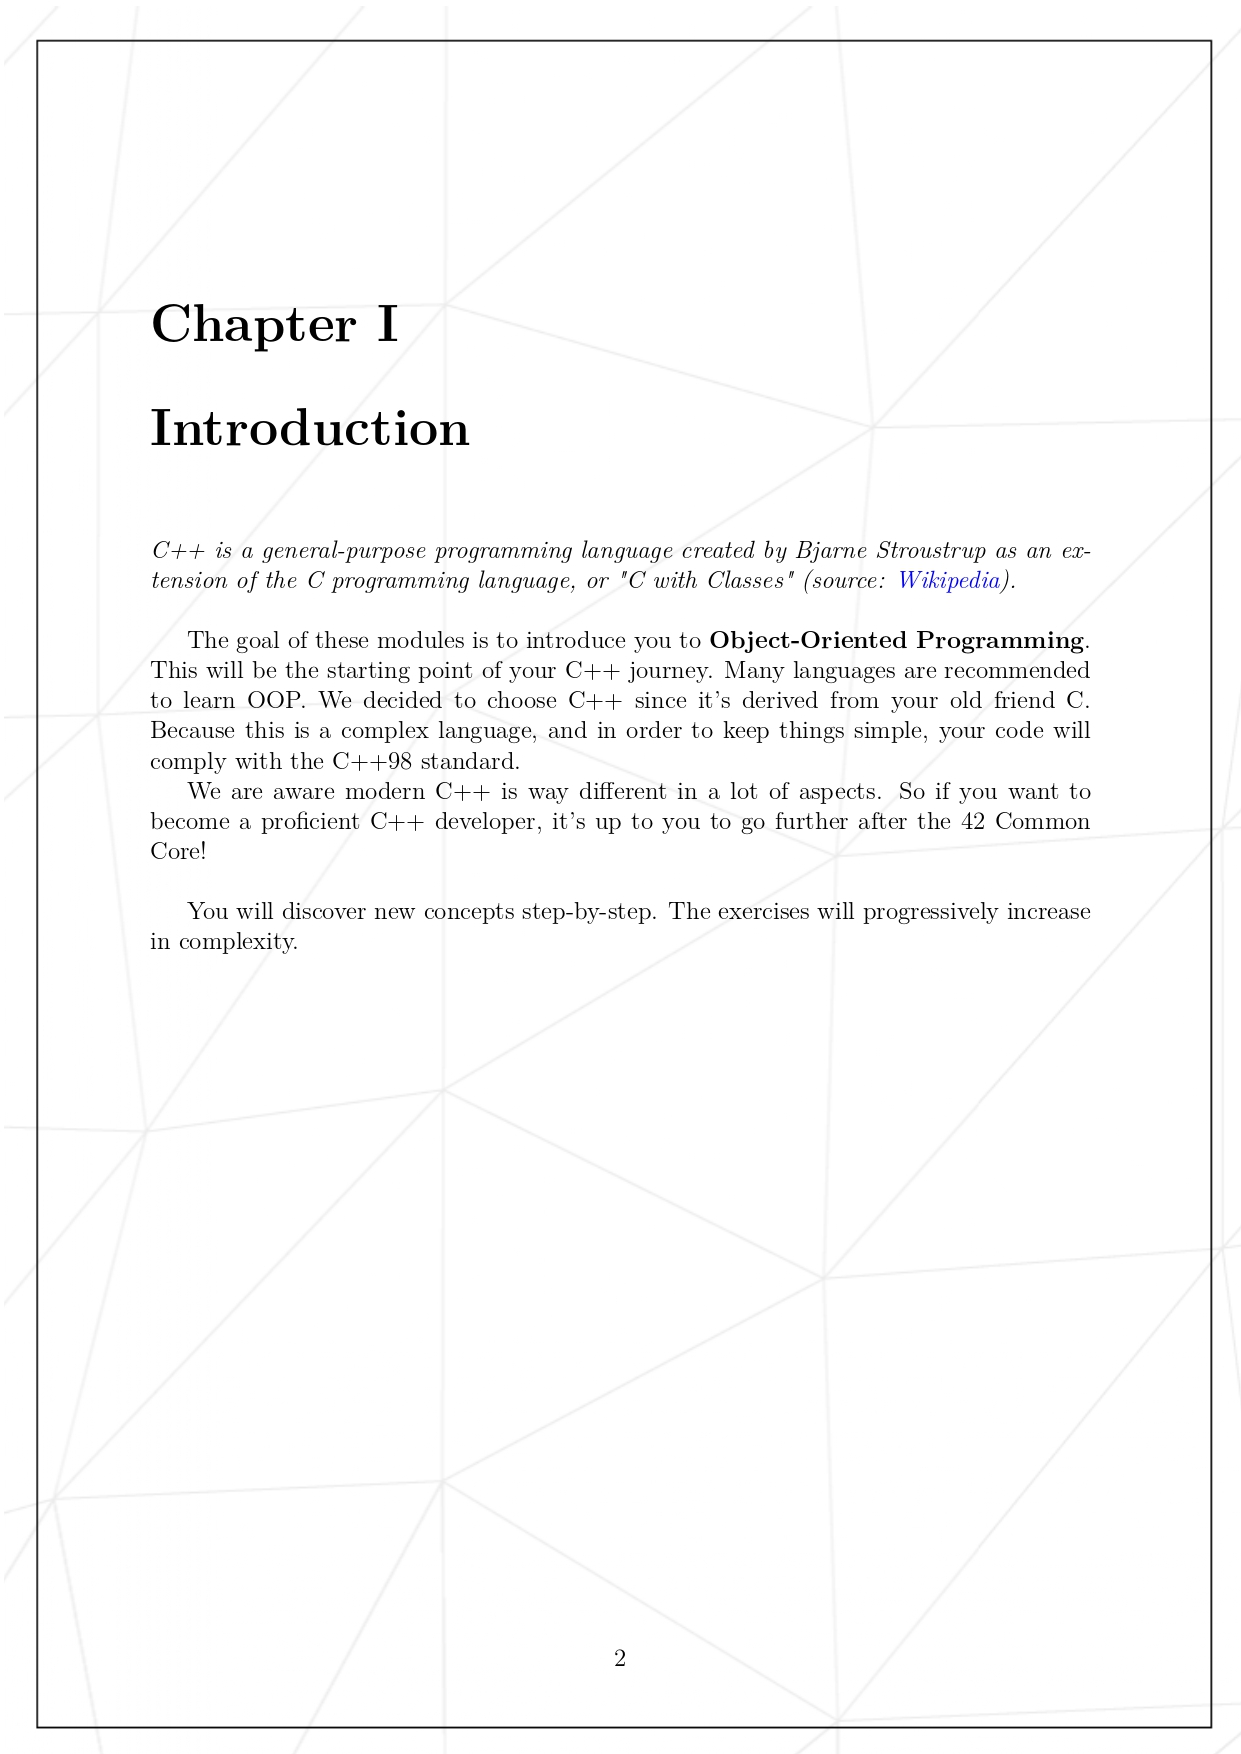 Chapter I
Introduction
C++ is a general-purpose programming language created by Bjarne Stroustrup as an ex-
tension of the C programming language, or "C with Classes" (source: Wikipedia).
The goal of these modules is to introduce you to Object-Oriented Programming.
This will be the starting point of your C++ journey. Many languages are recommended
to learn OOP. We decided to choose C++ since it's derived from your old friend C.
Because this is a complex language, and in order to keep things simple, your code will
comply with the C++98 standard.
We are aware modern C++ is way different in a lot of aspects. So if you want to
become a proficient C++ developer, it's up to you to go further after the 42 Common
Core!
You will discover new concepts step-by-step. The exercises will progressively increase
in complexity.
2